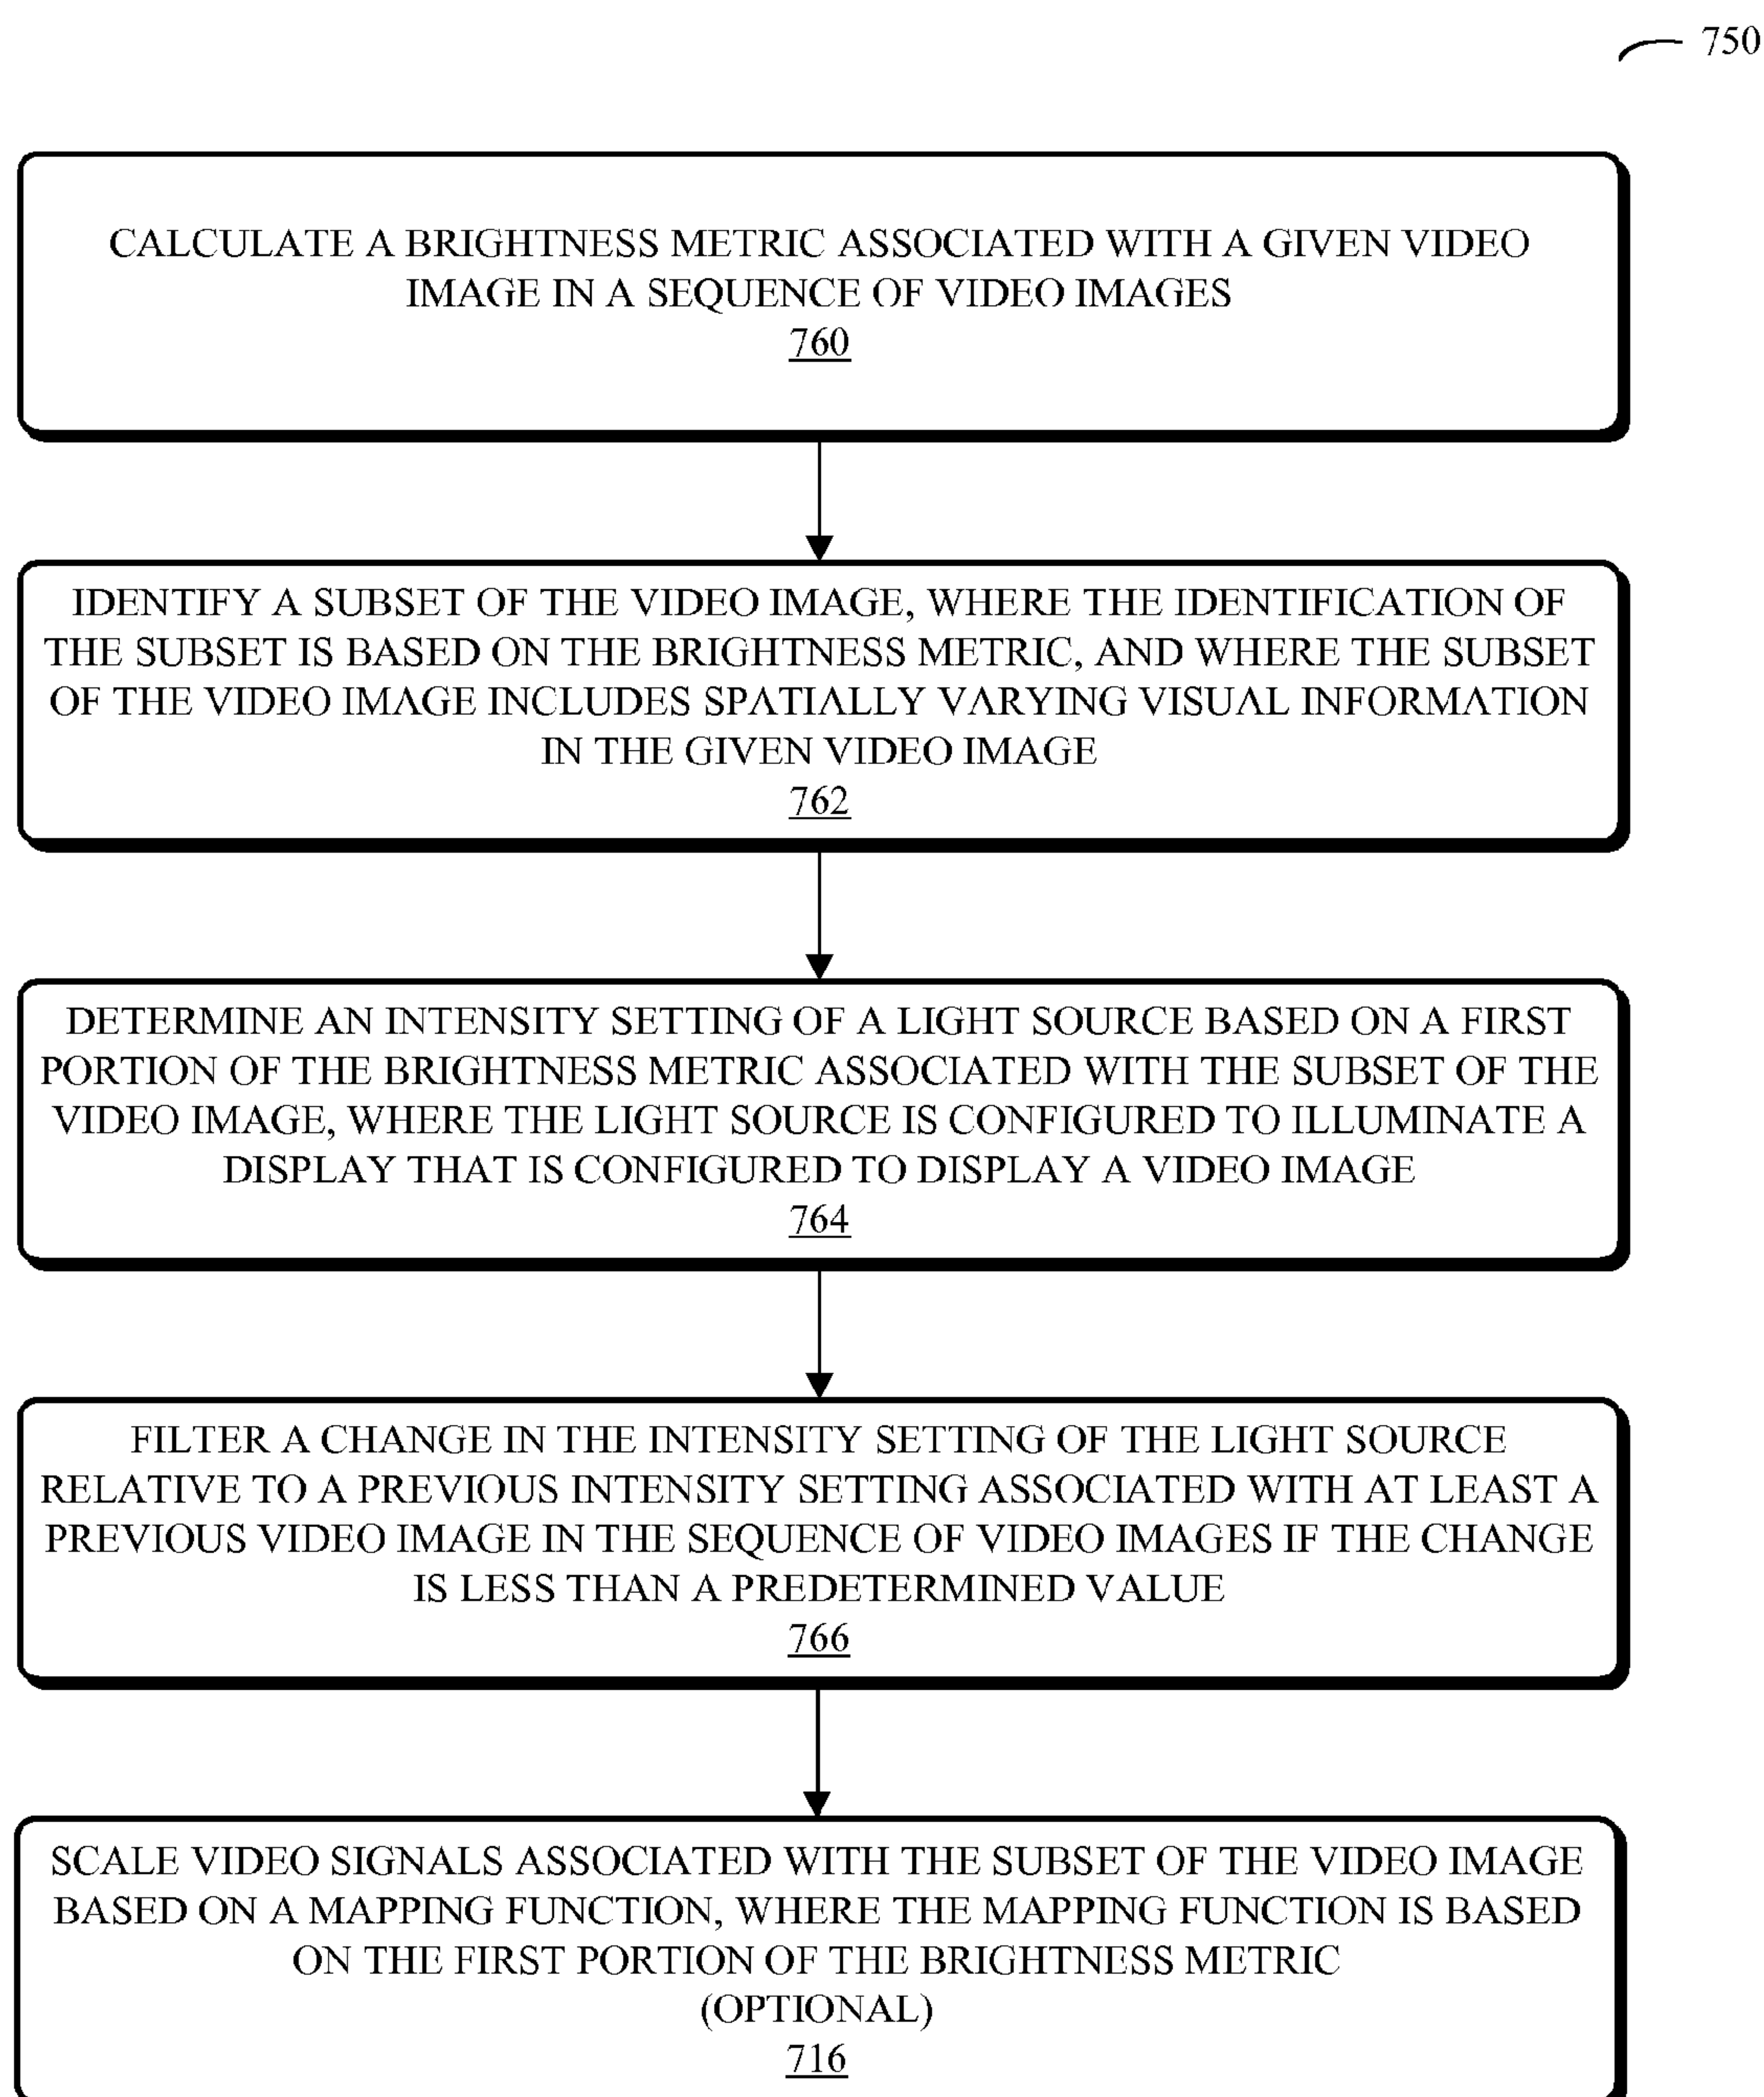 750
CALCULATE A BRIGHTNESS METRIC ASSOCIATED WITH A GIVEN VIDEO
IMAGE IN A SEQUENCE OF VIDEO IMAGES
760
IDENTIFY A SUBSET OF THE VIDEO IMAGE, WHERE THE IDENTIFICATION OF
THE SUBSET IS BASED ON THE BRIGHTNESS METRIC, AND WHERE THE SUBSET
OF THE VIDEO IMAGE INCLUDES SPATIALLY VARYING VISUAL INFORMATION
IN THE GIVEN VIDEO IMAGE
762
DETERMINE AN INTENSITY SETTING OF A LIGHT SOURCE BASED ON A FIRST
PORTION OF THE BRIGHTNESS METRIC ASSOCIATED WITH THE SUBSET OF THE
VIDEO IMAGE, WHERE THE LIGHT SOURCE IS CONFIGURED TO ILLUMINATE A
DISPLAY THAT IS CONFIGURED TO DISPLAY A VIDEO IMAGE
764
FILTER A CHANGE IN THE INTENSITY SETTING OF THE LIGHT SOURCE
RELATIVE TO A PREVIOUS INTENSITY SETTING ASSOCIATED WITH AT LEAST A
PREVIOUS VIDEO IMAGE IN THE SEQUENCE OF VIDEO IMAGES IF THE CHANGE
IS LESS THAN A PREDETERMINED VALUE
766
SCALE VIDEO SIGNALS ASSOCIATED WITH THE SUBSET OF THE VIDEO IMAGE
BASED ON A MAPPING FUNCTION, WHERE THE MAPPING FUNCTION IS BASED
ON THE FIRST PORTION OF THE BRIGHTNESS METRIC
(OPTIONAL)
716